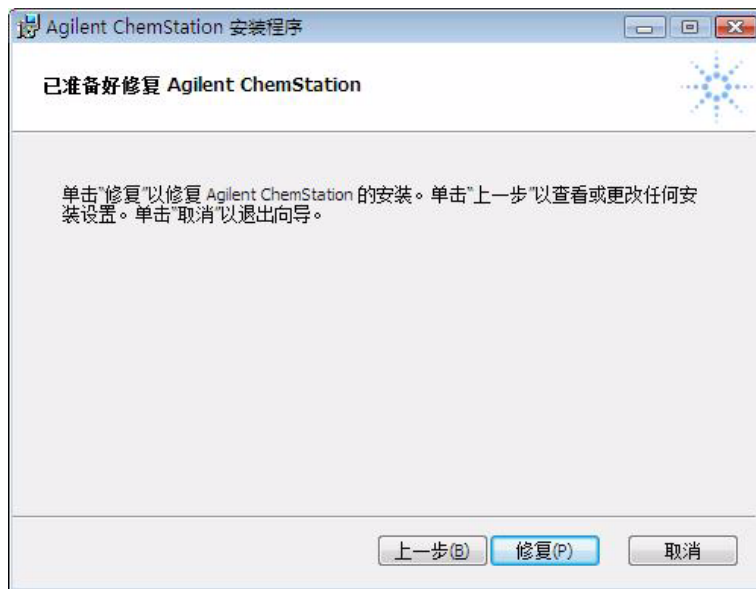 Agilent ChemStation 安装程序
已准备好修复 Agilent ChemStation
单击"修复"以修复 Agilent ChemStation 的安装。单击"上一步"以查看或更改任何安
装设置。单击"取消"以退出向导。
上一步(B) 修复(P) 取消